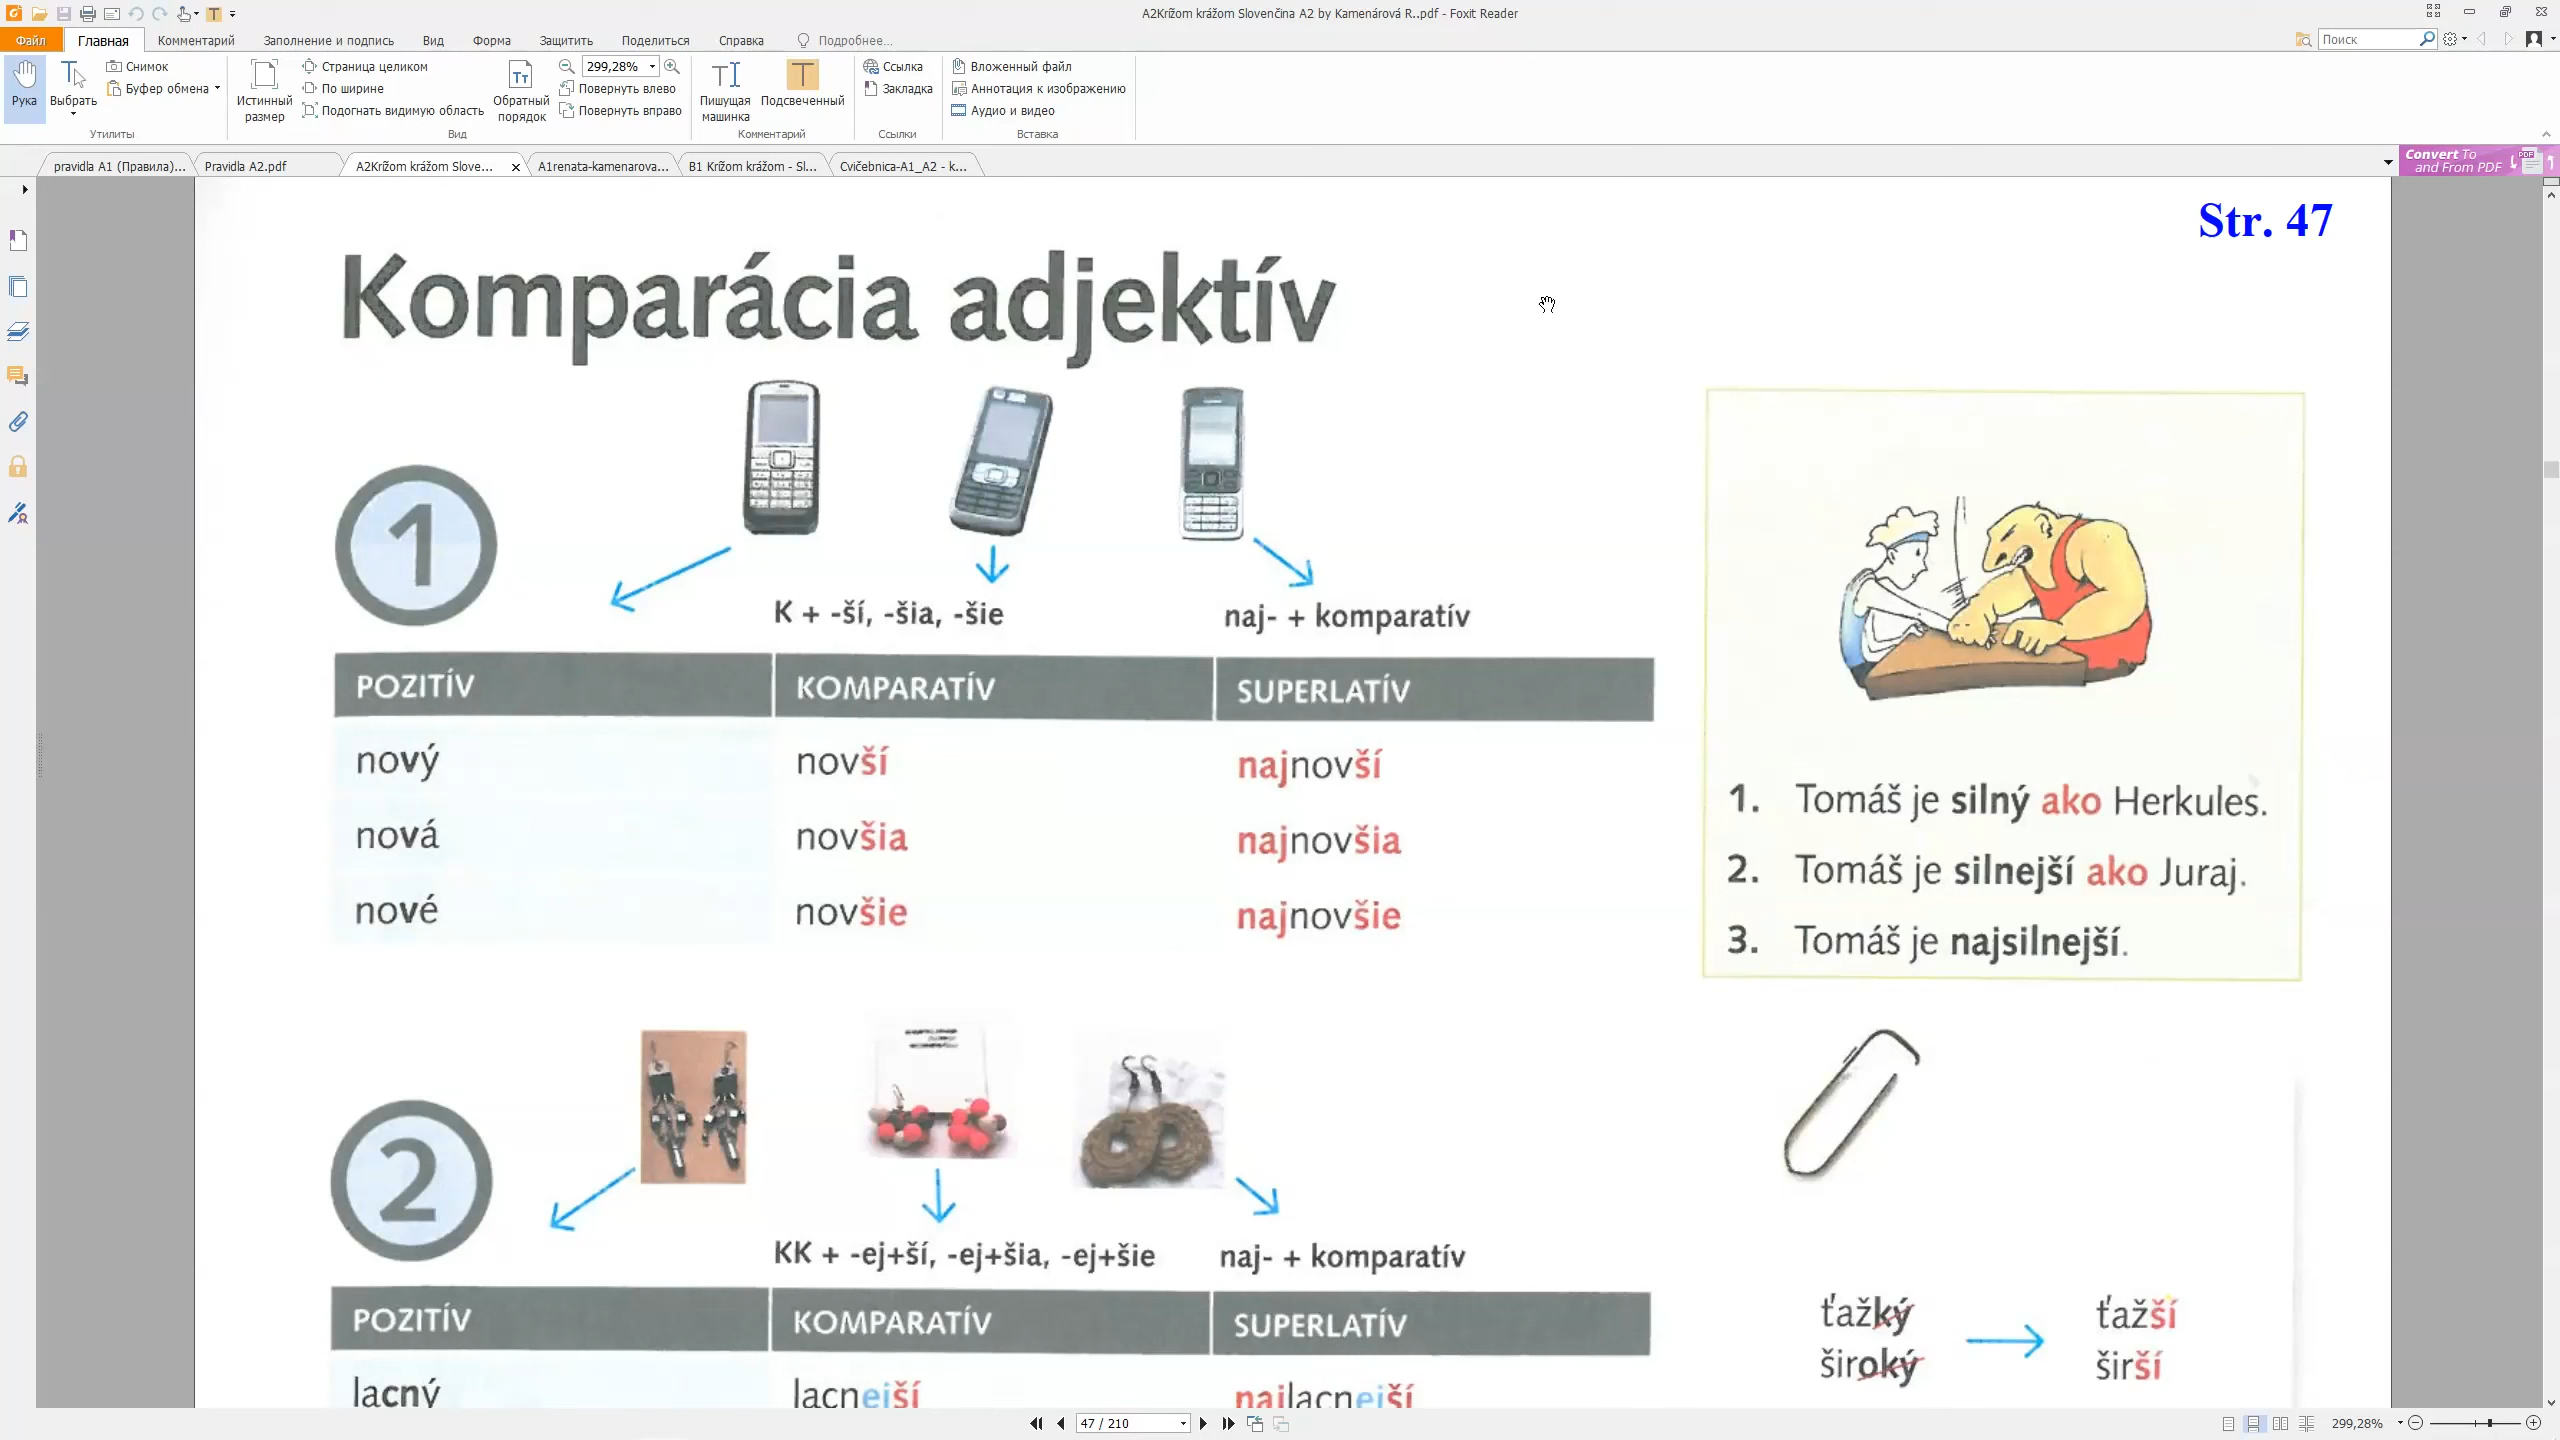 A2Krížom krážom Slovenčina A2 by Kamenárová R..pdf - Foxit Reader
Файл Главная Комментарий Заполнение и подпись Вид Форма Защитить Поделиться Справка Подробнее... Поиск
Рука
Выбрать
Снимок
Буфер обмена
Утилиты
Истинный размер
Страница целиком
По ширине
Подогнать видимую область
Обратный порядок
299,28%
Повернуть влево
Повернуть вправо
Вид
Пишущая машинка
Подсвеченный
Комментарий
Ссылка
Закладка
Ссылки
Вложенный файл
Аннотация к изображению
Аудио и видео
Вставка
pravidla A1 (Правила)... Pravidla A2.pdf A2Krížom krážom Slove... A1renata-kamenarova... B1 Krížom krážom - Sl... Cvičebnica-A1_A2 - k...
Convert To
and From PDF
PDF
Str. 47
Komparácia adjektív
1
K + -ší, -šia, -šie naj- + komparatív
POZITÍV KOMPARATÍV SUPERLATÍV
nový novší najnovší
nová novšia najnovšia
nové novšie najnovšie
1. Tomáš je silný ako Herkules.
2. Tomáš je silnejší ako Juraj.
3. Tomáš je najsilnejší.
2
KK + -ej+ší, -ej+šia, -ej+šie naj- + komparatív
POZITÍV KOMPARATÍV SUPERLATÍV
lacný lacnejší najlacnejší
ťažký ťažší
široký širší
47 / 210
299,28%